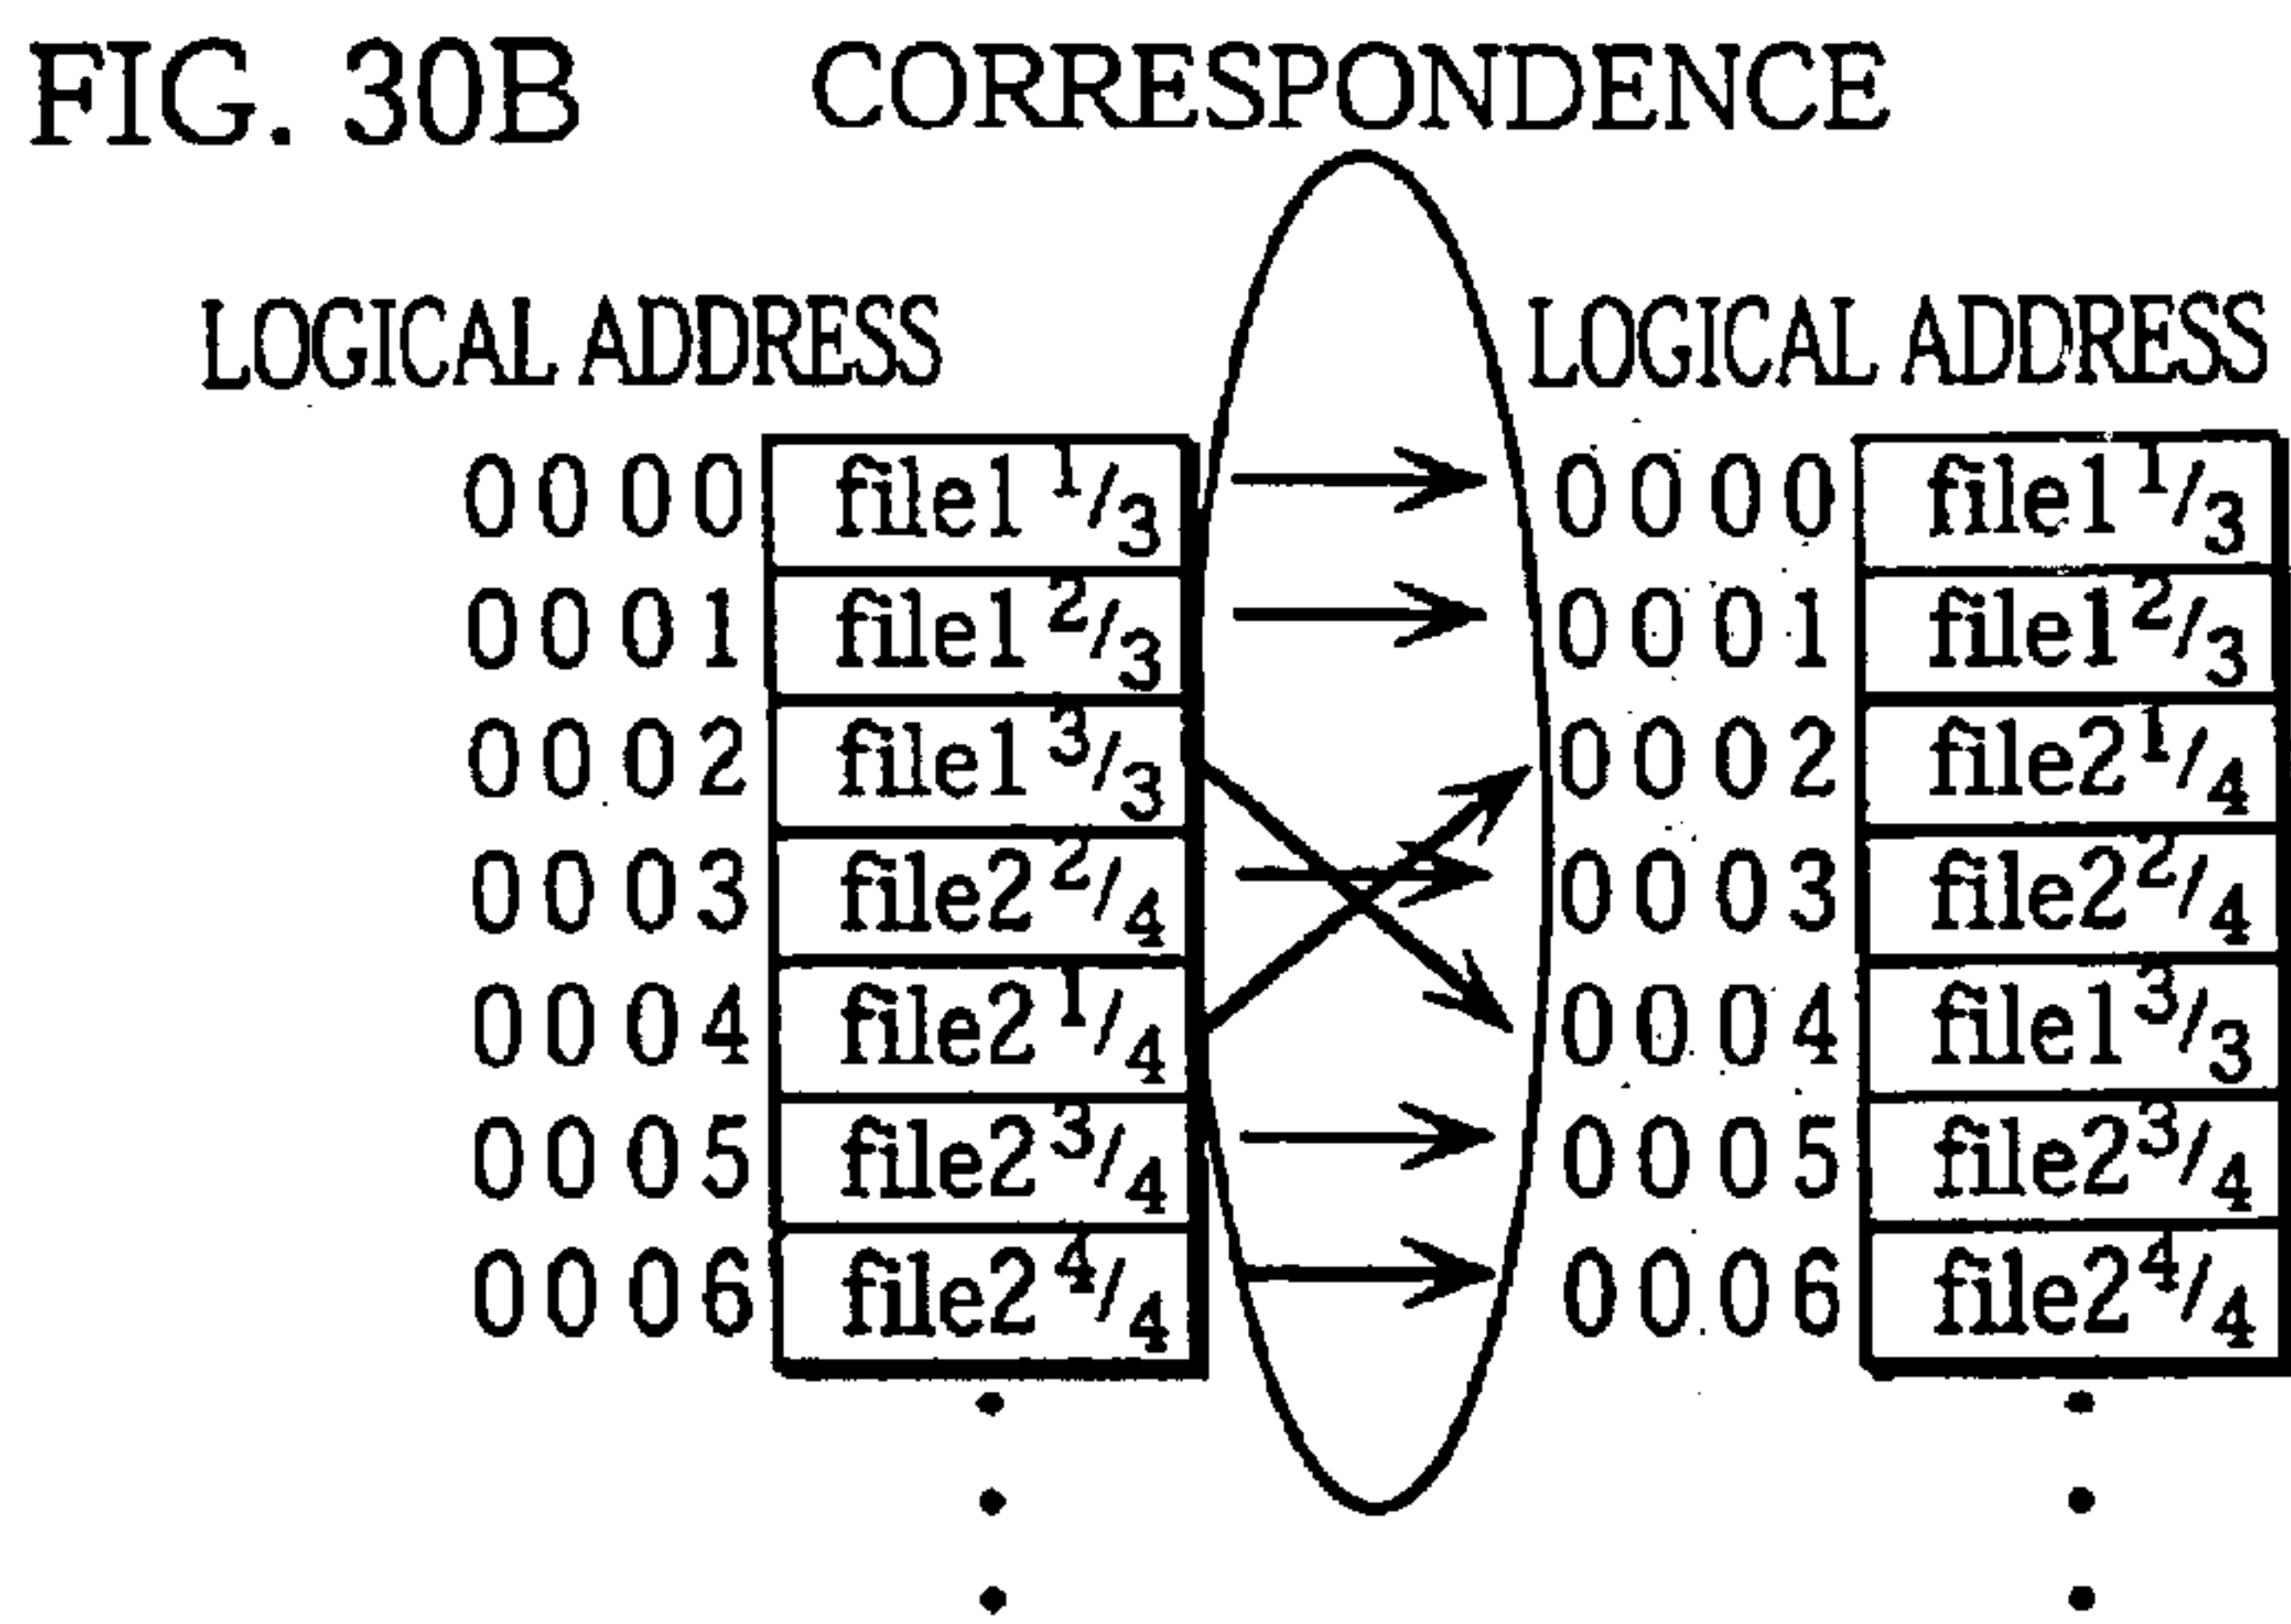 FIG. 30B CORRESPONDENCE
LOGICAL ADDRESS LOGICAL ADDRESS
0000 file1 1/3 0000 file1 1/3
0001 file1 2/3 0001 file1 2/3
0002 file1 3/3 0002 file2 1/4
0003 file2 2/4 0003 file2 2/4
0004 file2 1/4 0004 file1 3/3
0005 file2 3/4 0005 file2 3/4
0006 file2 4/4 0006 file2 4/4